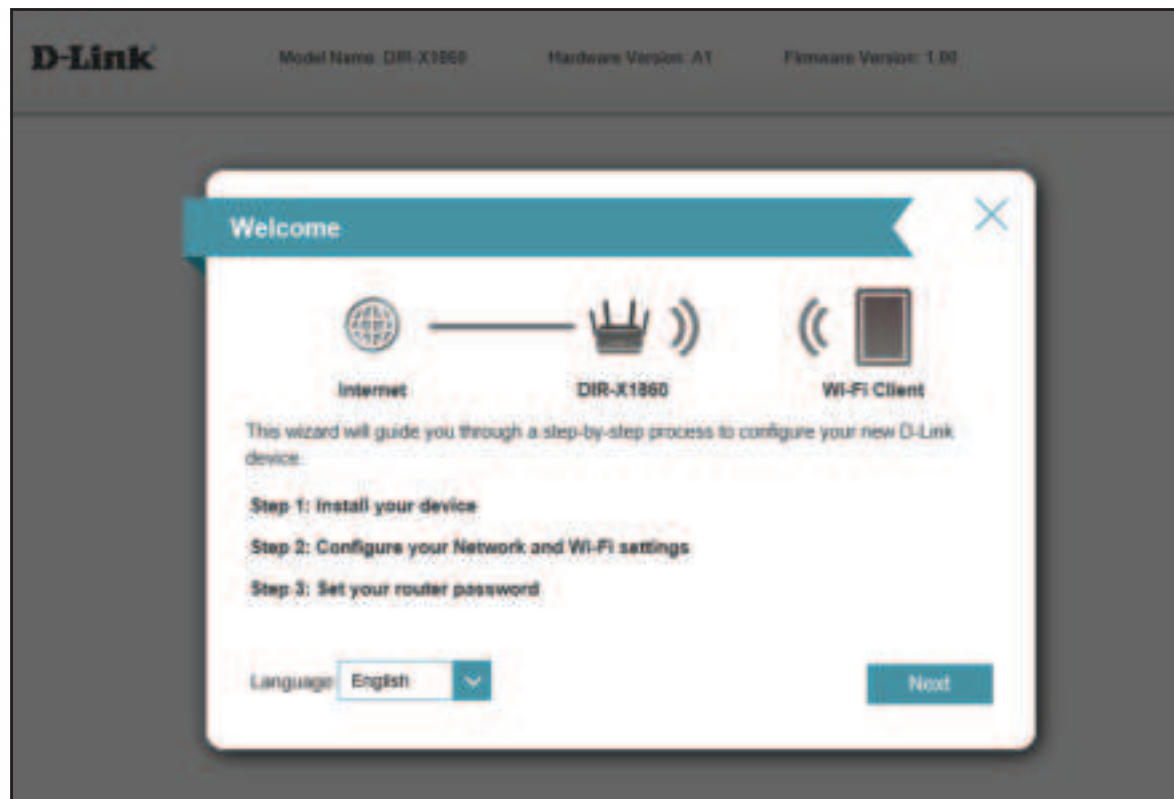 D-Link
Model Name: DIR-X1860 Hardware Version: A1 Firmware Version: 1.00
Welcome
Internet DIR-X1860 Wi-Fi Client
This wizard will guide you through a step-by-step process to configure your new D-Link
device.
Step 1: Install your device
Step 2: Configure your Network and Wi-Fi settings
Step 3: Set your router password
Language: English Next